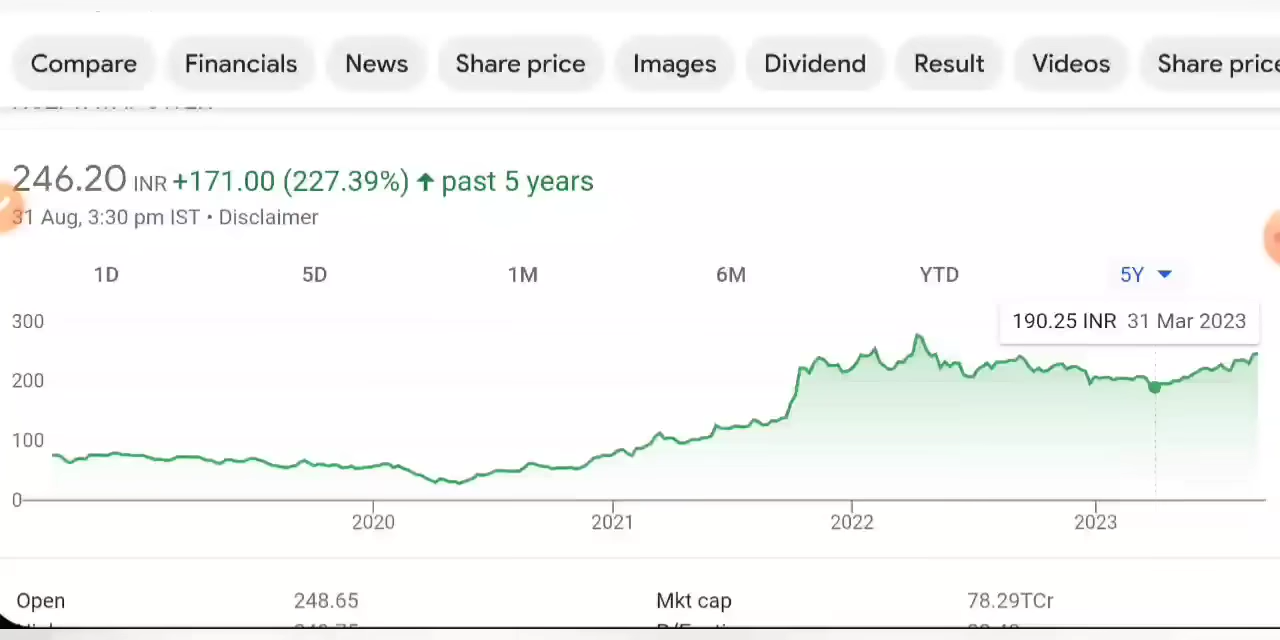 Compare Financials News Share price Images Dividend Result Videos Share price
246.20 INR +171.00 (227.39%) ↑ past 5 years
31 Aug, 3:30 pm IST • Disclaimer
1D 5D 1M 6M YTD 5Y
190.25 INR 31 Mar 2023
300
200
100
0
2020 2021 2022 2023
Open 248.65 Mkt cap 78.29TCr